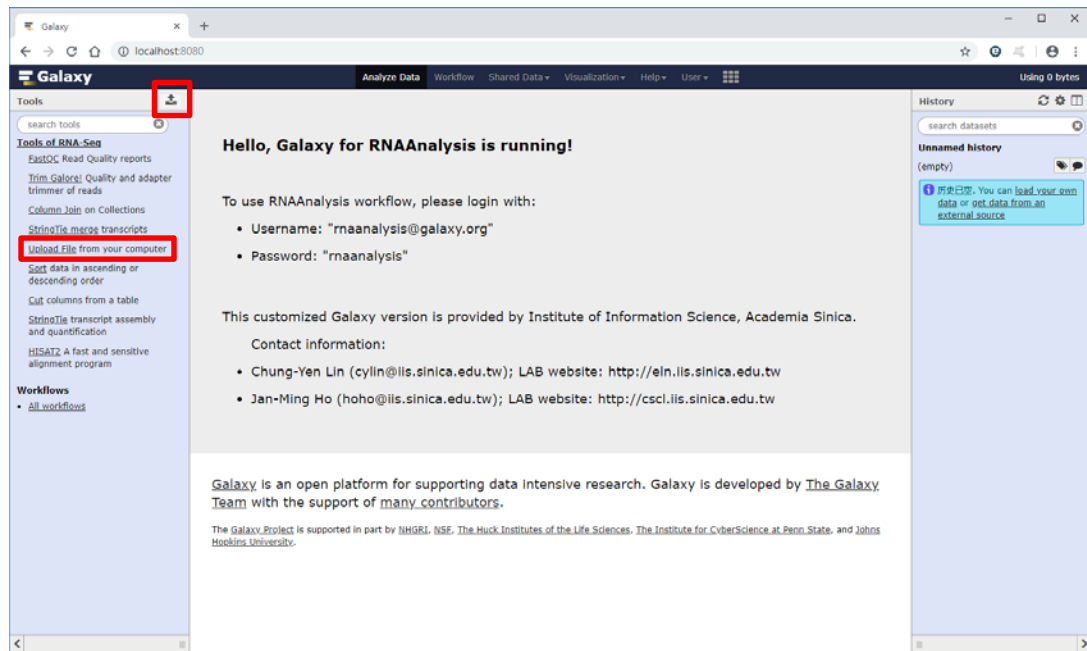 Galaxy
localhost:8080
Galaxy
Analyze Data Workflow Shared Data Visualization Help User
Using 0 bytes
Tools
search tools
Tools of RNA-Seq
FastQC Read Quality reports
Trim Galore! Quality and adapter
trimmer of reads
Column Join on Collections
StringTie merge transcripts
Upload File from your computer
Sort data in ascending or
descending order
Cut columns from a table
StringTie transcript assembly
and quantification
HISAT2 A fast and sensitive
alignment program
Workflows
• All workflows
Hello, Galaxy for RNAAnalysis is running!
To use RNAAnalysis workflow, please login with:
• Username: "rnaanalysis@galaxy.org"
• Password: "rnaanalysis"
This customized Galaxy version is provided by Institute of Information Science, Academia Sinica.
Contact information:
• Chung-Yen Lin (cylin@iis.sinica.edu.tw); LAB website: http://eln.iis.sinica.edu.tw
• Jan-Ming Ho (hoho@iis.sinica.edu.tw); LAB website: http://cscl.iis.sinica.edu.tw
Galaxy is an open platform for supporting data intensive research. Galaxy is developed by The Galaxy
Team with the support of many contributors.
The Galaxy Project is supported in part by NHGRI, NSF, The Huck Institutes of the Life Sciences, The Institute for CyberScience at Penn State, and Johns
Hopkins University.
History
search datasets
Unnamed history
(empty)
历史已空. You can load your own
data or get data from an
external source